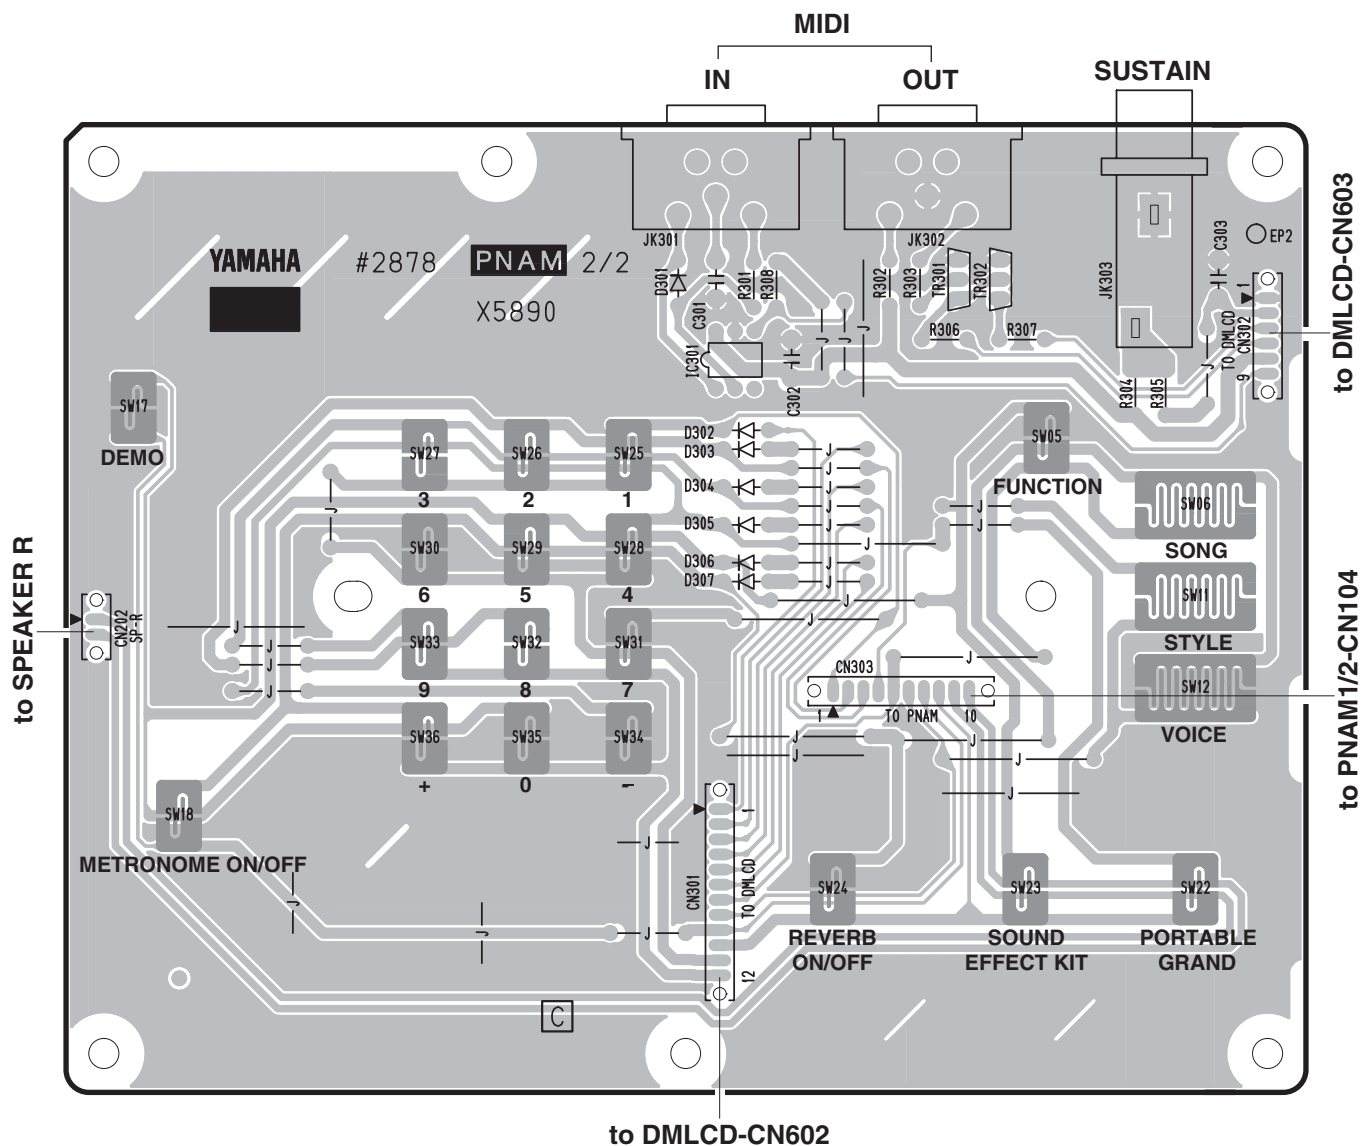 MIDI
IN
OUT
SUSTAIN
JK301
JK302
JK303
C303
EP2
to DMLCD-CN603
YAMAHA
#2878
PNAM 2/2
X5890
D301
C301
R301
R308
R302
R303
TR301
TR302
R306
R307
IC301
C302
J
J
J
J
R304
R305
1
TO DMLCD
CN302
9
SW17
DEMO
SW27
3
SW26
2
SW25
1
D302
D303
D304
D305
D306
D307
J
J
J
J
J
J
J
J
SW05
FUNCTION
J
J
SW06
SONG
SW11
STYLE
SW12
VOICE
J
SW30
6
SW29
5
SW28
4
to SPEAKER R
CN202
SP-R
J
J
J
J
SW33
9
SW32
8
SW31
7
J
CN303
1
TO PNAM
10
to PNAM1/2-CN104
SW36
+
SW35
0
SW34
-
J
J
J
J
J
SW18
METRONOME ON/OFF
J
J
J
J
CN301
1
TO DMLCD
12
SW24
REVERB
ON/OFF
SW23
SOUND
EFFECT KIT
SW22
PORTABLE
GRAND
C
to DMLCD-CN602